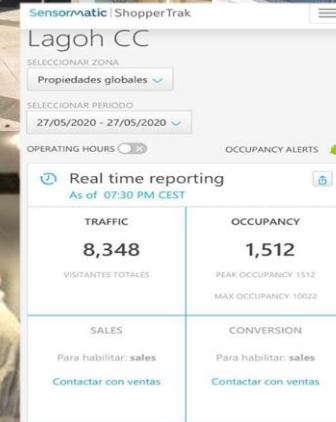 Sensormatic | ShopperTrak
Lagoh CC
SELECCIONAR ZONA
Propiedades globales
SELECCIONAR PERIODO
27/05/2020 - 27/05/2020
OPERATING HOURS
OCCUPANCY ALERTS
Real time reporting
As of 07:30 PM CEST
TRAFFIC
8,348
VISITANTES TOTALES
OCCUPANCY
1,512
PEAK OCCUPANCY 1512
MAX OCCUPANCY 10022
SALES
Para habilitar: sales
Contactar con ventas
CONVERSION
Para habilitar: sales
Contactar con ventas